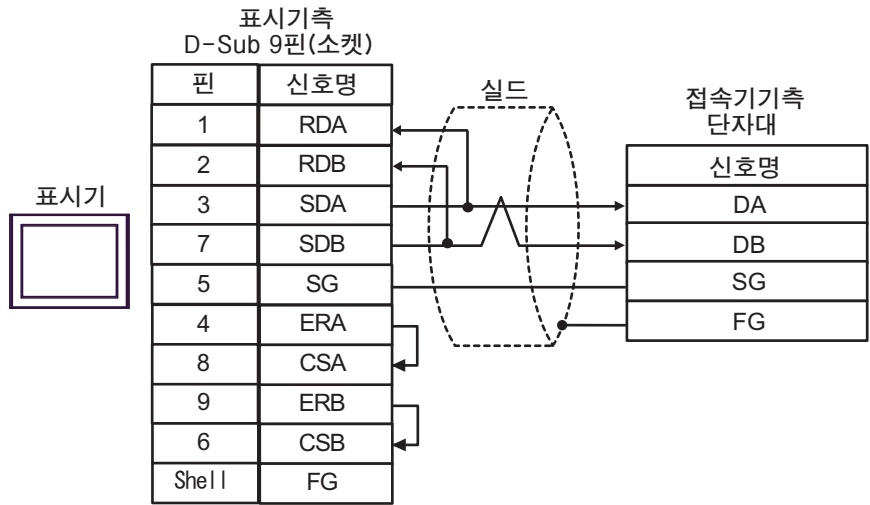 표시기측
D-Sub 9핀(소켓)
핀 신호명
1 RDA
2 RDB
3 SDA
7 SDB
5 SG
4 ERA
8 CSA
9 ERB
6 CSB
Shell FG
표시기
실드
접속기기측
단자대
신호명
DA
DB
SG
FG